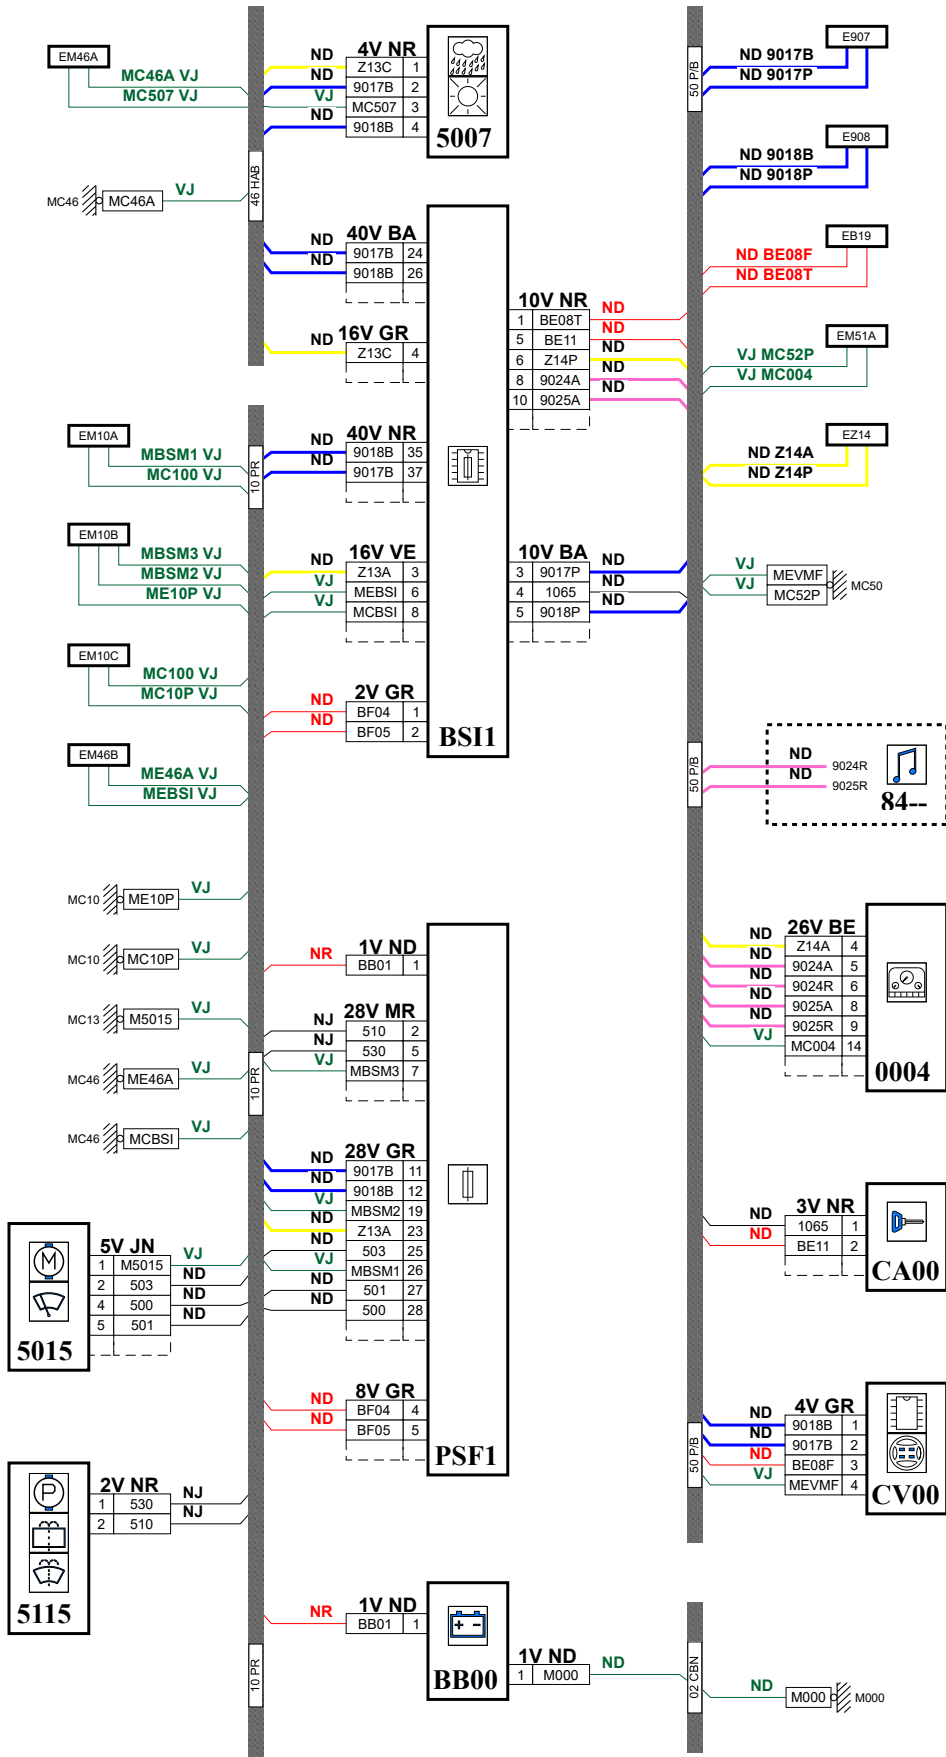 EM46A
MC46A VJ
MC507 VJ
MC46
MC46A
VJ
46 HAB
4V NR
ND Z13C 1
ND 9017B 2
VJ MC507 3
ND 9018B 4
5007
40V BA
ND 9017B 24
ND 9018B 26
16V GR
ND Z13C 4
10V NR
1 BE08T ND
5 BE11 ND
6 Z14P ND
8 9024A ND
10 9025A ND
EM10A
MBSM1 VJ
MC100 VJ
10 PR
40V NR
ND 9018B 35
ND 9017B 37
EM10B
MBSM3 VJ
MBSM2 VJ
ME10P VJ
16V VE
ND Z13A 3
VJ MEBSI 6
VJ MCBSI 8
10V BA
3 9017P ND
4 1065 ND
5 9018P ND
EM10C
MC100 VJ
MC10P VJ
2V GR
ND BF04 1
ND BF05 2
BSI1
EM46B
ME46A VJ
MEBSI VJ
MC10 ME10P VJ
MC10 MC10P VJ
MC13 M5015 VJ
MC46 ME46A VJ
MC46 MCBSI VJ
10 PR
1V ND
NR BB01 1
28V MR
NJ 510 2
NJ 530 5
VJ MBSM3 7
28V GR
ND 9017B 11
ND 9018B 12
VJ MBSM2 19
ND Z13A 23
ND 503 25
VJ MBSM1 26
ND 501 27
ND 500 28
8V GR
ND BF04 4
ND BF05 5
PSF1
M
5V JN
1 M5015 VJ
2 503 ND
4 500 ND
5 501 ND
5015
P
2V NR
1 530 NJ
2 510 NJ
5115
10 PR
1V ND
NR BB01 1
+ -
BB00
1V ND
1 M000 ND
02 CBN
ND M000 M000
50 P/B
E907
ND 9017B
ND 9017P
E908
ND 9018B
ND 9018P
EB19
ND BE08F
ND BE08T
EM51A
VJ MC52P
VJ MC004
EZ14
ND Z14A
ND Z14P
VJ MEVMF
VJ MC52P
MC50
50 P/B
ND 9024R
ND 9025R
84--
26V BE
ND Z14A 4
ND 9024A 5
ND 9024R 6
ND 9025A 8
ND 9025R 9
VJ MC004 14
0004
3V NR
ND 1065 1
ND BE11 2
CA00
50 P/B
4V GR
ND 9018B 1
ND 9017B 2
ND BE08F 3
VJ MEVMF 4
CV00